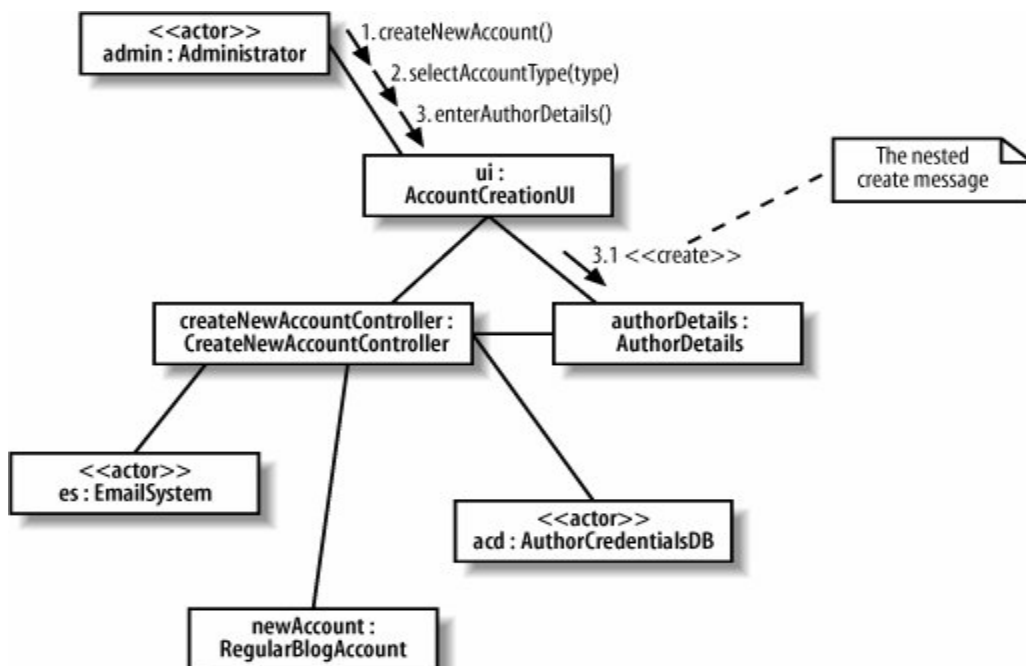 <<actor>>
admin : Administrator
1. createNewAccount()
2. selectAccountType(type)
3. enterAuthorDetails()
ui :
AccountCreationUI
The nested
create message
3.1 <<create>>
createNewAccountController :
CreateNewAccountController
authorDetails :
AuthorDetails
<<actor>>
es : EmailSystem
<<actor>>
acd : AuthorCredentialsDB
newAccount :
RegularBlogAccount